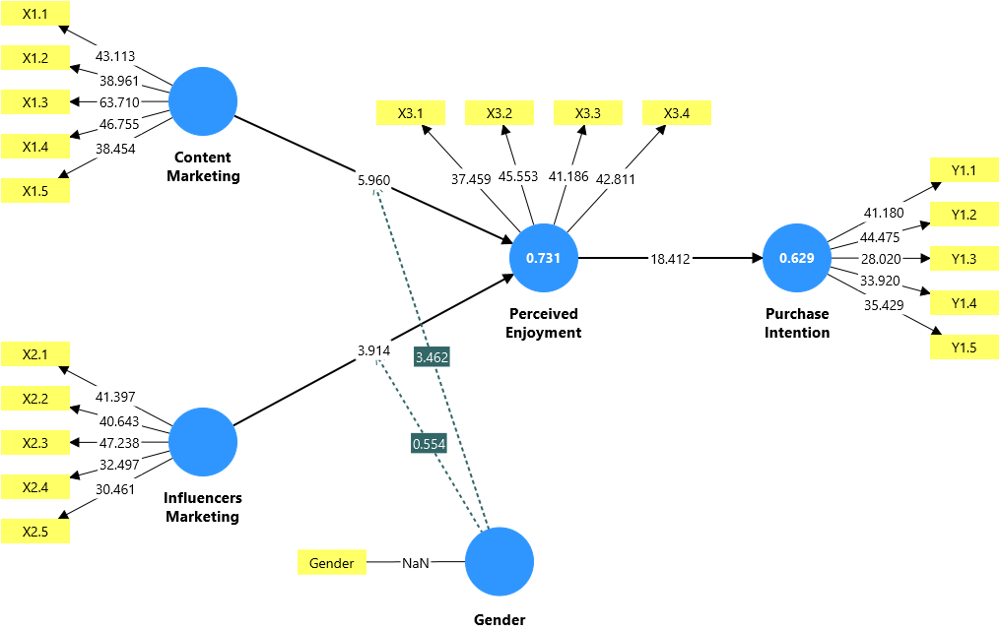 X1.1
X1.2
X1.3
X1.4
X1.5
43.113
38.961
63.710
46.755
38.454
Content
Marketing
5.960
X3.1
X3.2
X3.3
X3.4
37.459
45.553
41.186
42.811
0.731
Perceived
Enjoyment
18.412
0.629
Purchase
Intention
41.180
44.475
28.020
33.920
35.429
Y1.1
Y1.2
Y1.3
Y1.4
Y1.5
X2.1
X2.2
X2.3
X2.4
X2.5
41.397
40.643
47.238
32.497
30.461
Influencers
Marketing
3.914
3.462
0.554
Gender
NaN
Gender